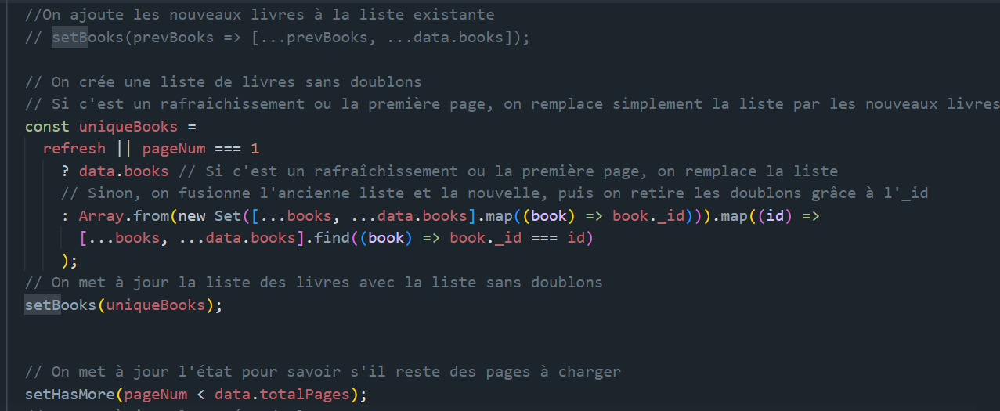 //On ajoute les nouveaux livres à la liste existante
// setBooks(prevBooks => [...prevBooks, ...data.books]);
// On crée une liste de livres sans doublons
// Si c'est un rafraîchissement ou la première page, on remplace simplement la liste par les nouveaux livres
const uniqueBooks =
refresh || pageNum === 1
? data.books // Si c'est un rafraîchissement ou la première page, on remplace la liste
// Sinon, on fusionne l'ancienne liste et la nouvelle, puis on retire les doublons grâce à l'_id
: Array.from(new Set([...books, ...data.books].map((book) => book._id))).map((id) =>
[...books, ...data.books].find((book) => book._id === id)
);
// On met à jour la liste des livres avec la liste sans doublons
setBooks(uniqueBooks);
// On met à jour l'état pour savoir s'il reste des pages à charger
setHasMore(pageNum < data.totalPages);